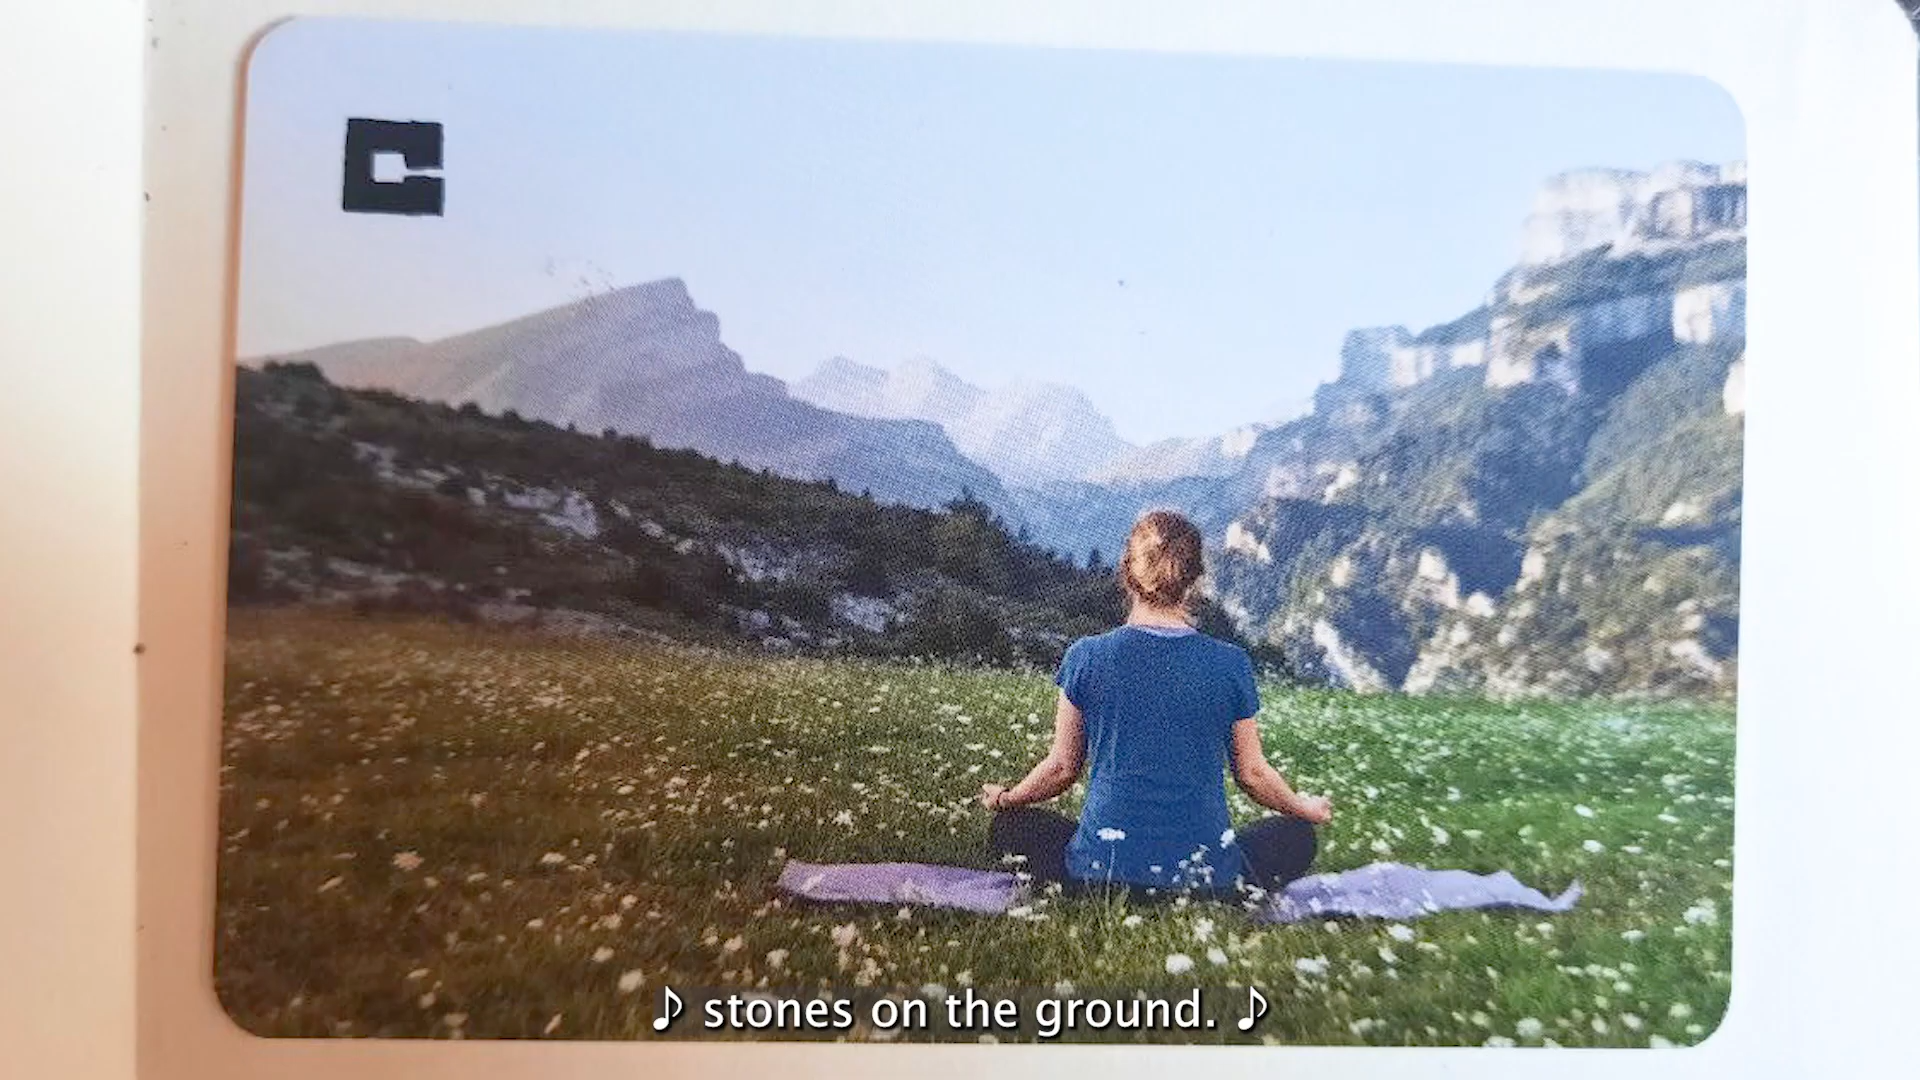 ♪ stones on the ground. ♪